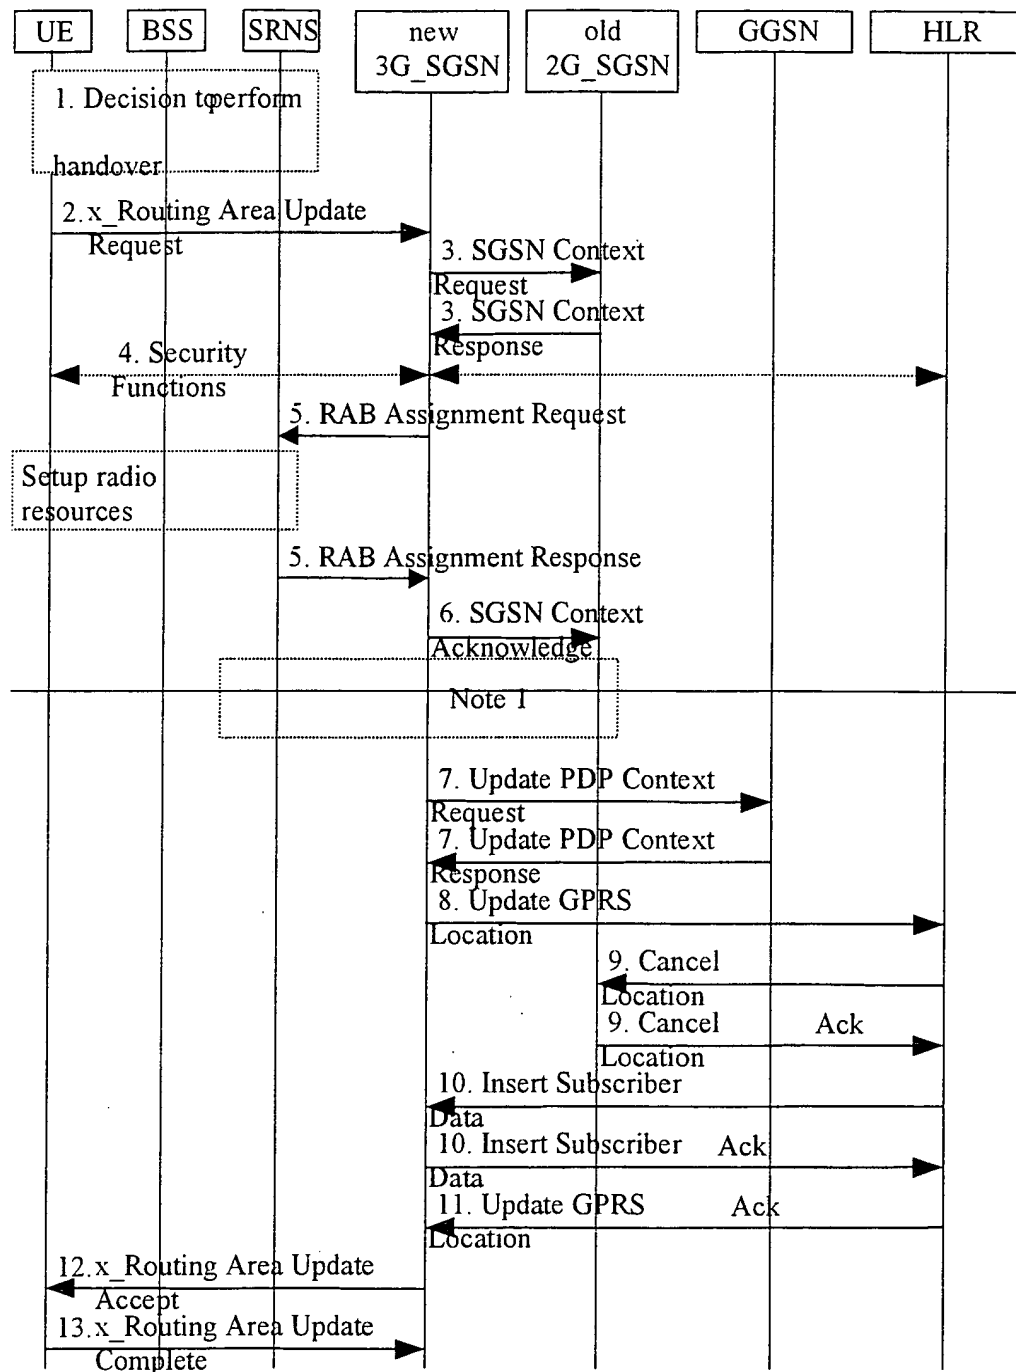 UE BSS SRNS new old GGSN HLR
3G_SGSN 2G_SGSN
1. Decision to perform
handover
2. x_Routing Area Update
Request
3. SGSN Context
Request
3. SGSN Context
Response
4. Security
Functions
5. RAB Assignment Request
Setup radio
resources
5. RAB Assignment Response
6. SGSN Context
Acknowledge
Note 1
7. Update PDP Context
Request
7. Update PDP Context
Response
8. Update GPRS
Location
9. Cancel
Location
9. Cancel Ack
Location
10. Insert Subscriber
Data
10. Insert Subscriber Ack
Data
11. Update GPRS Ack
Location
12. x_Routing Area Update
Accept
13. x_Routing Area Update
Complete